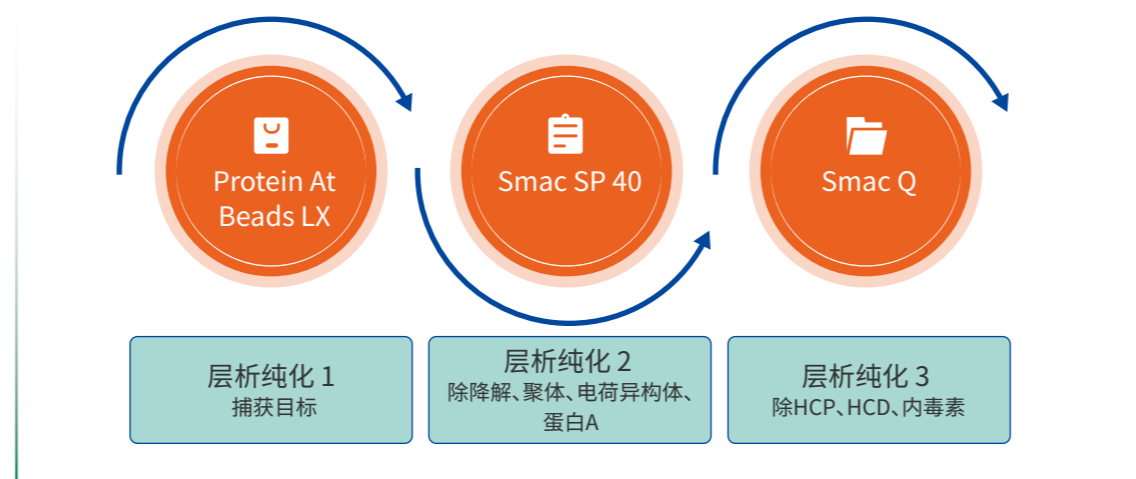 Protein At
Beads LX
Smac SP 40
Smac Q
层析纯化 1
捕获目标
层析纯化 2
除降解、聚体、电荷异构体、
蛋白A
层析纯化 3
除HCP、HCD、内毒素